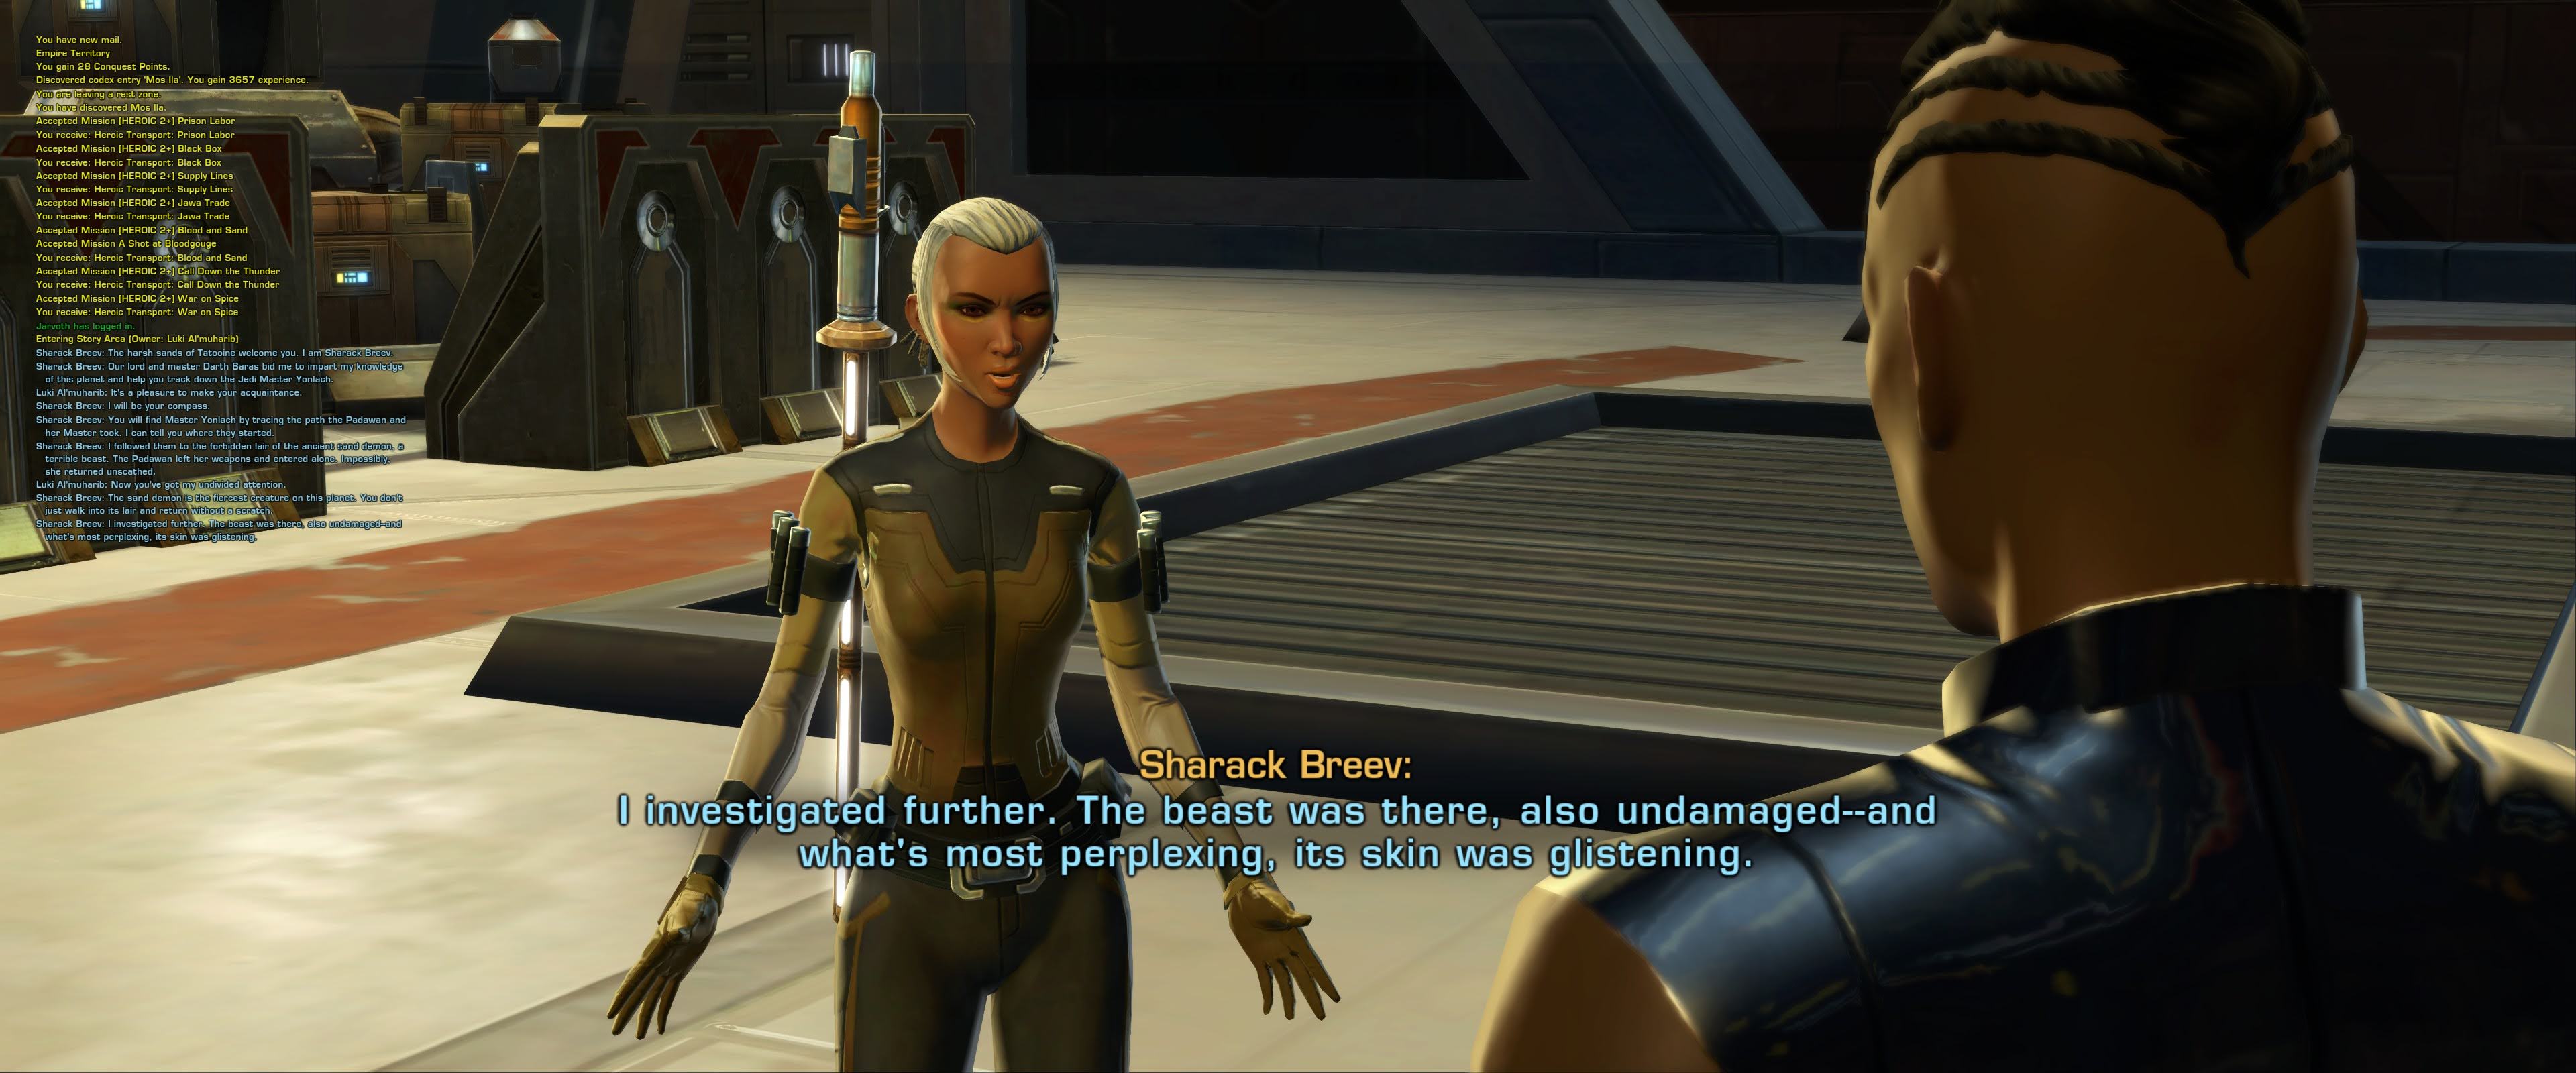 You have new mail.
Empire Territory
You gain 28 Conquest Points.
Discovered codex entry 'Mos Ila'. You gain 3657 experience.
You are leaving a rest zone.
You have discovered Mos Ila.
Accepted Mission [HEROIC 2+] Prison Labor
You receive: Heroic Transport: Prison Labor
Accepted Mission [HEROIC 2+] Black Box
You receive: Heroic Transport: Black Box
Accepted Mission [HEROIC 2+] Supply Lines
You receive: Heroic Transport: Supply Lines
Accepted Mission [HEROIC 2+] Jawa Trade
You receive: Heroic Transport: Jawa Trade
Accepted Mission [HEROIC 2+] Blood and Sand
Accepted Mission A Shot at Bloodgouge
You receive: Heroic Transport: Blood and Sand
Accepted Mission [HEROIC 2+] Call Down the Thunder
You receive: Heroic Transport: Call Down the Thunder
Accepted Mission [HEROIC 2+] War on Spice
You receive: Heroic Transport: War on Spice
Jarvoth has logged in.
Entering Story Area (Owner: Luki Al'muharib)
Sharack Breev: The harsh sands of Tatooine welcome you. I am Sharack Breev.
Sharack Breev: Our lord and master Darth Baras bid me to impart my knowledge
of this planet and help you track down the Jedi Master Yonlach.
Luki Al'muharib: It's a pleasure to make your acquaintance.
Sharack Breev: I will be your compass.
Sharack Breev: You will find Master Yonlach by tracing the path the Padawan and
her Master took. I can tell you where they started.
Sharack Breev: I followed them to the forbidden lair of the ancient sand demon, a
terrible beast. The Padawan left her weapons and entered alone. Impossibly,
she returned unscathed.
Luki Al'muharib: Now you've got my undivided attention.
Sharack Breev: The sand demon is the fiercest creature on this planet. You don't
just walk into its lair and return without a scratch.
Sharack Breev: I investigated further. The beast was there, also undamaged--and
what's most perplexing, its skin was glistening.
Sharack Breev:
I investigated further. The beast was there, also undamaged--and
what's most perplexing, its skin was glistening.